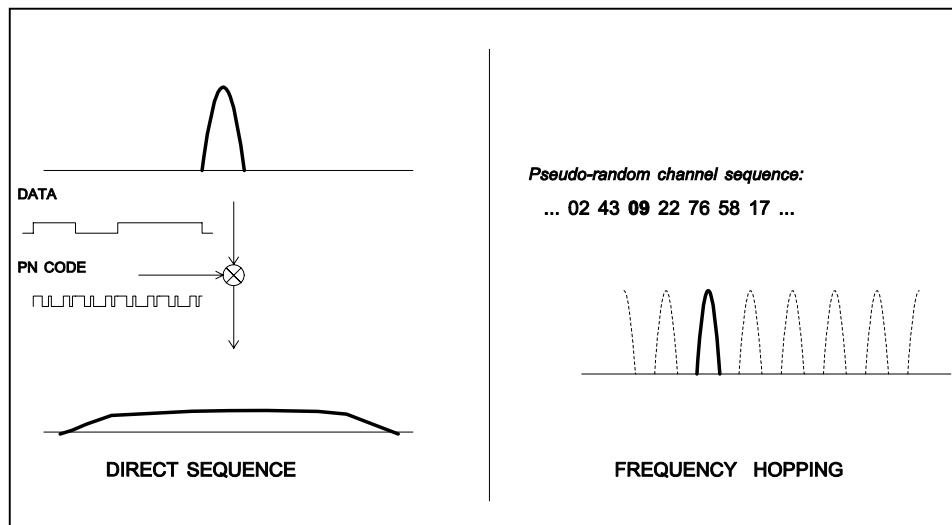 DATA
PN CODE
DIRECT SEQUENCE
Pseudo-random channel sequence:
... 02 43 09 22 76 58 17 ...
FREQUENCY HOPPING